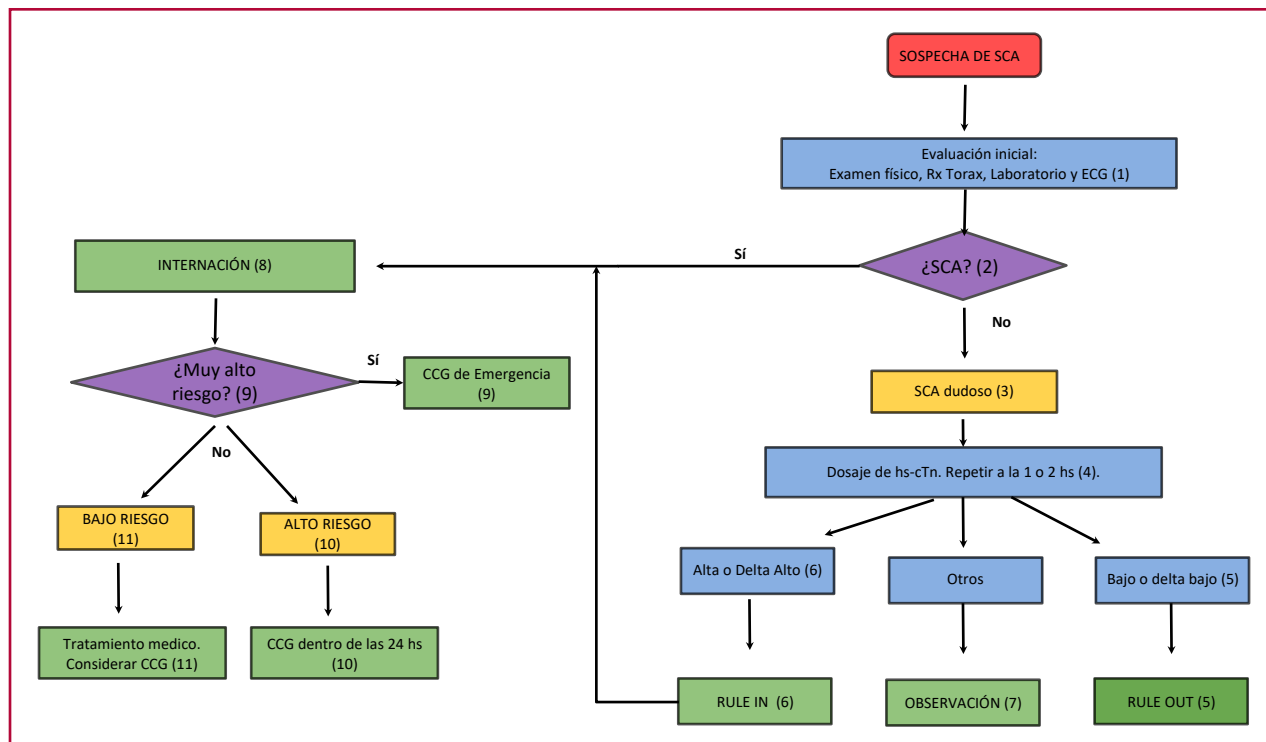 SOSPECHA DE SCA
Evaluación inicial:
Examen físico, Rx Torax, Laboratorio y ECG (1)
¿SCA? (2)
Sí
No
INTERNACIÓN (8)
¿Muy alto
riesgo? (9)
Sí
CCG de Emergencia
(9)
No
BAJO RIESGO
(11)
ALTO RIESGO
(10)
Tratamiento medico.
Considerar CCG (11)
CCG dentro de las 24 hs
(10)
SCA dudoso (3)
Dosaje de hs-cTn. Repetir a la 1 o 2 hs (4).
Alta o Delta Alto (6)
Otros
Bajo o delta bajo (5)
RULE IN (6)
OBSERVACIÓN (7)
RULE OUT (5)